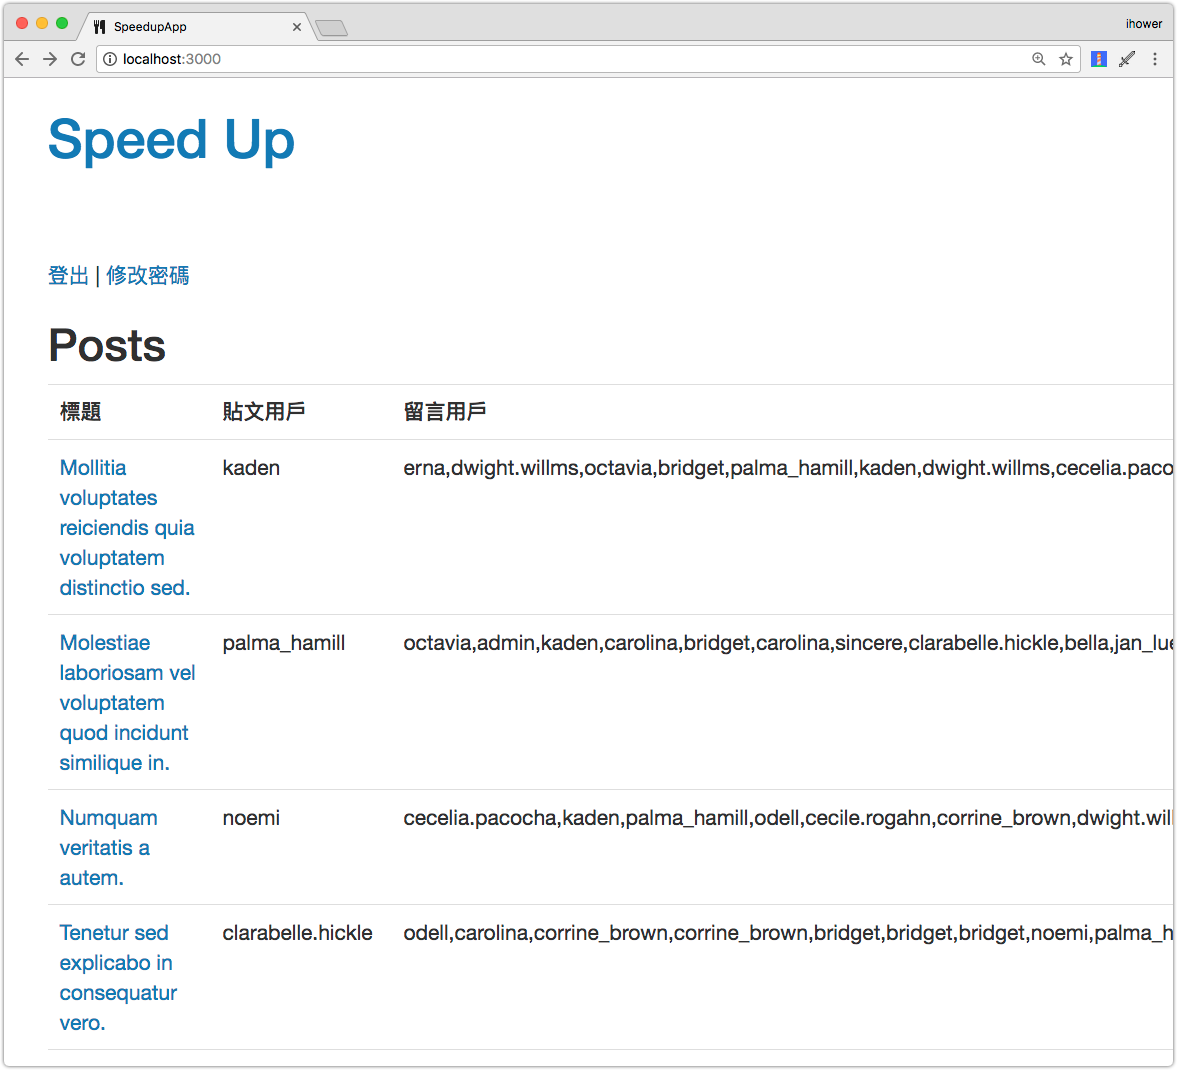 SpeedupApp
ihower
localhost:3000
Speed Up
登出 | 修改密碼
Posts
標題 貼文用戶 留言用戶
Mollitia kaden erna,dwight.willms,octavia,bridget,palma_hamill,kaden,dwight.willms,cecelia.paco
voluptates
reiciendis quia
voluptatem
distinctio sed.
Molestiae palma_hamill octavia,admin,kaden,carolina,bridget,carolina,sincere,clarabelle.hickle,bella,jan_lue
laboriosam vel
voluptatem
quod incidunt
similique in.
Numquam noemi cecelia.pacocha,kaden,palma_hamill,odell,cecile.rogahn,corrine_brown,dwight.will
veritatis a
autem.
Tenetur sed clarabelle.hickle odell,carolina,corrine_brown,corrine_brown,bridget,bridget,bridget,noemi,palma_h
explicabo in
consequatur
vero.